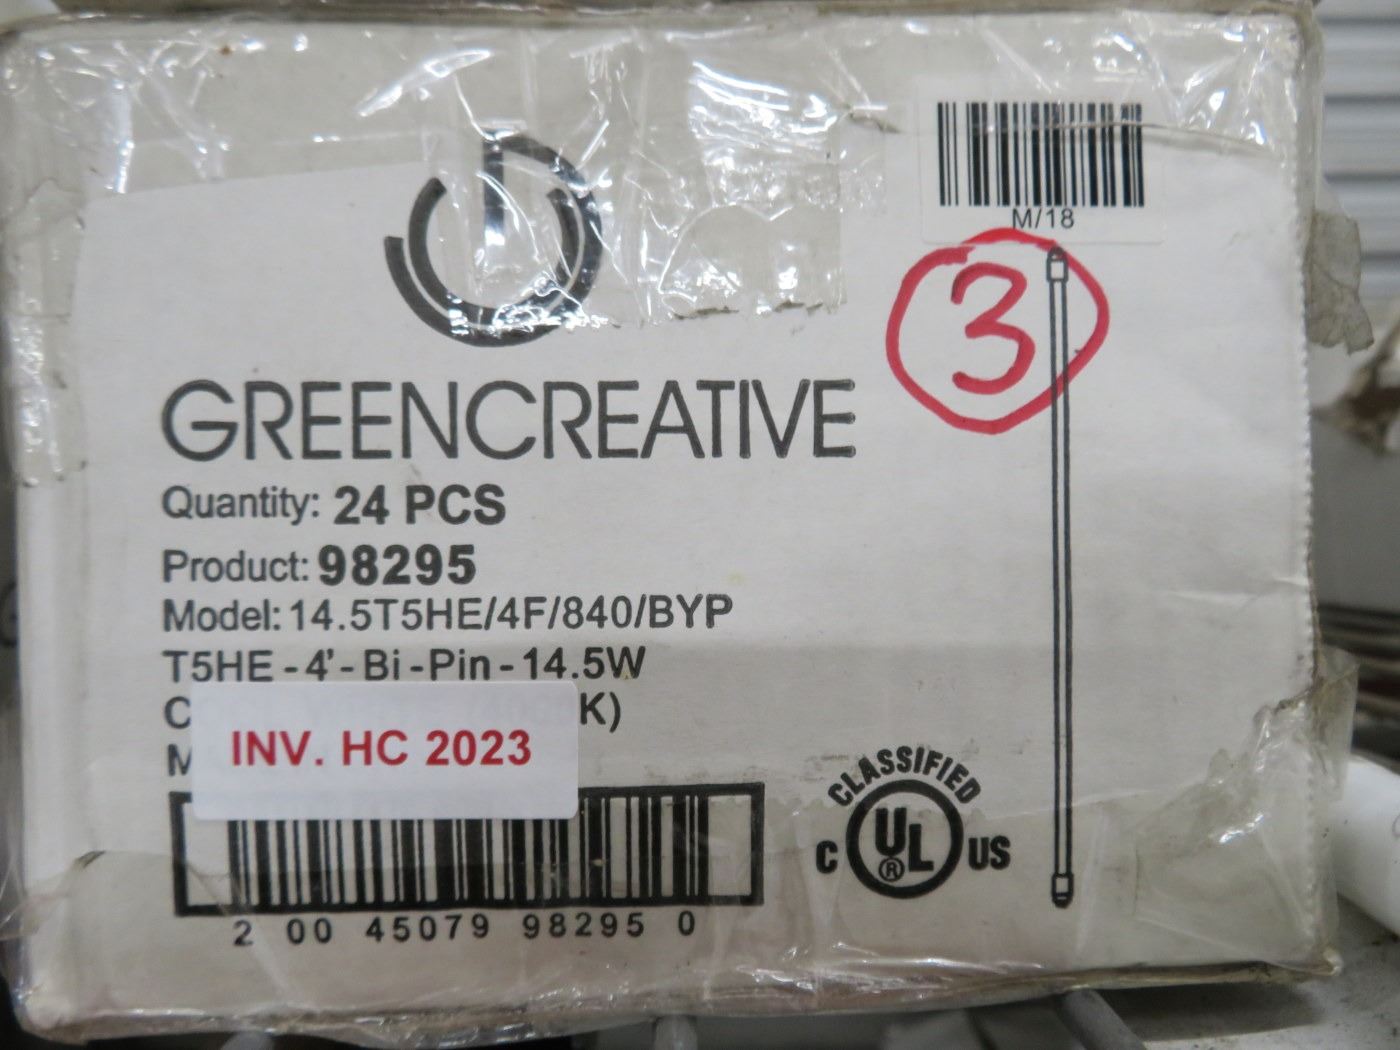 M/18
3
GREENCREATIVE
Quantity: 24 PCS
Product: 98295
Model: 14.5T5HE/4F/840/BYP
T5HE - 4' - Bi - Pin - 14.5W
K)
INV. HC 2023
CLASSIFIED
C UL ® US
2 00 45079 98295 0